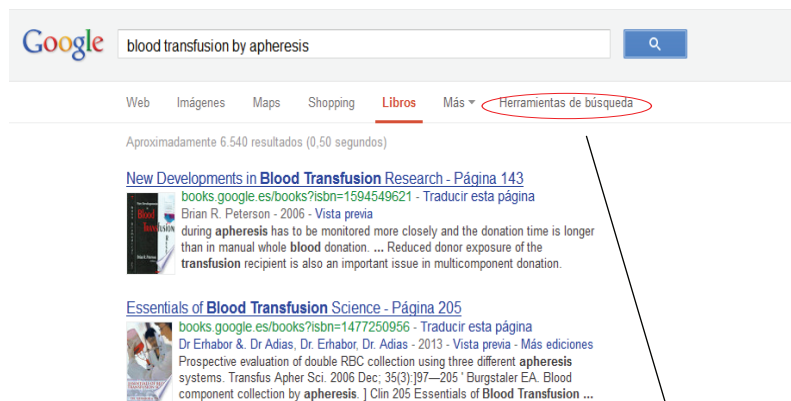 Google blood transfusion by apheresis
Web Imágenes Maps Shopping Libros Más Herramientas de búsqueda
Aproximadamente 6.540 resultados (0,50 segundos)
New Developments in Blood Transfusion Research - Página 143
books.google.es/books?isbn=1594549621 - Traducir esta página
Brian R. Peterson - 2006 - Vista previa
during apheresis has to be monitored more closely and the donation time is longer
than in manual whole blood donation. ... Reduced donor exposure of the
transfusion recipient is also an important issue in multicomponent donation.
Essentials of Blood Transfusion Science - Página 205
books.google.es/books?isbn=1477250956 - Traducir esta página
Dr Erhabor &. Dr Adias, Dr. Erhabor, Dr. Adias - 2013 - Vista previa - Más ediciones
Prospective evaluation of double RBC collection using three different apheresis
systems. Transfus Apher Sci. 2006 Dec; 35(3):]97—205 ' Burgstaler EA. Blood
component collection by apheresis. ] Clin 205 Essentials of Blood Transfusion ...